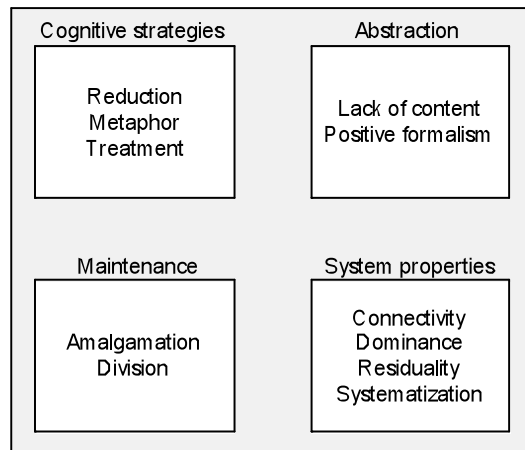 Cognitive strategies
Reduction
Metaphor
Treatment
Abstraction
Lack of content
Positive formalism
Maintenance
Amalgamation
Division
System properties
Connectivity
Dominance
Residuality
Systematization